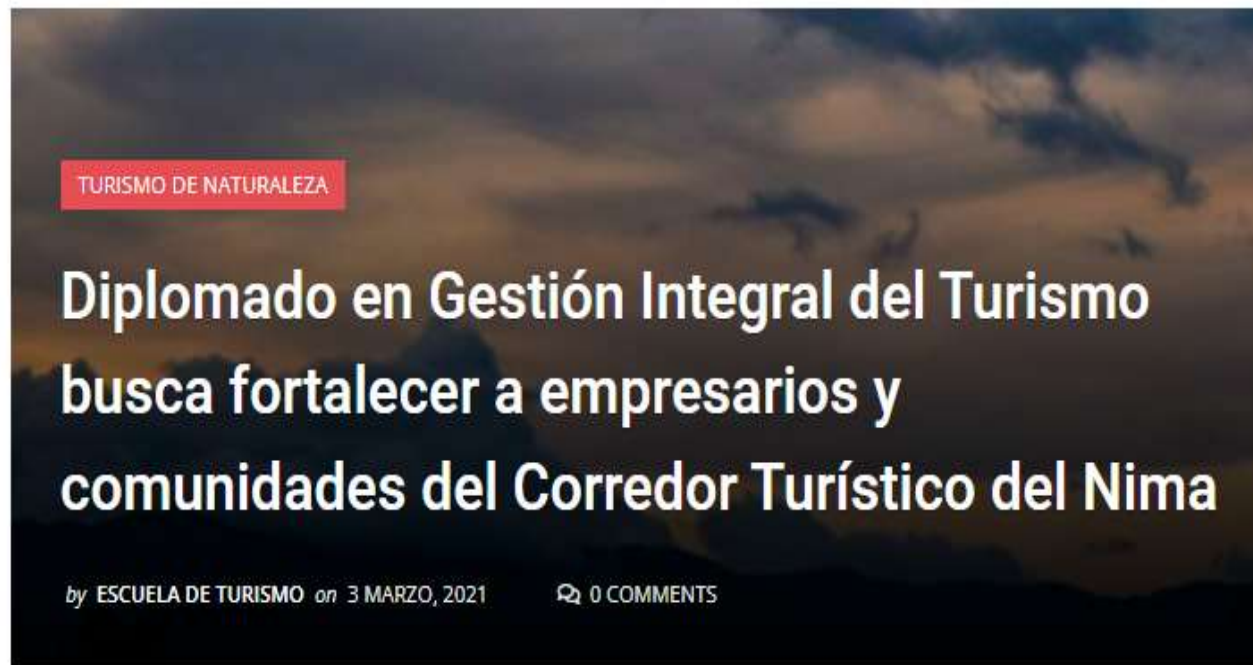 TURISMO DE NATURALEZA
Diplomado en Gestión Integral del Turismo
busca fortalecer a empresarios y
comunidades del Corredor Turístico del Nima
by ESCUELA DE TURISMO on 3 MARZO, 2021 0 COMMENTS